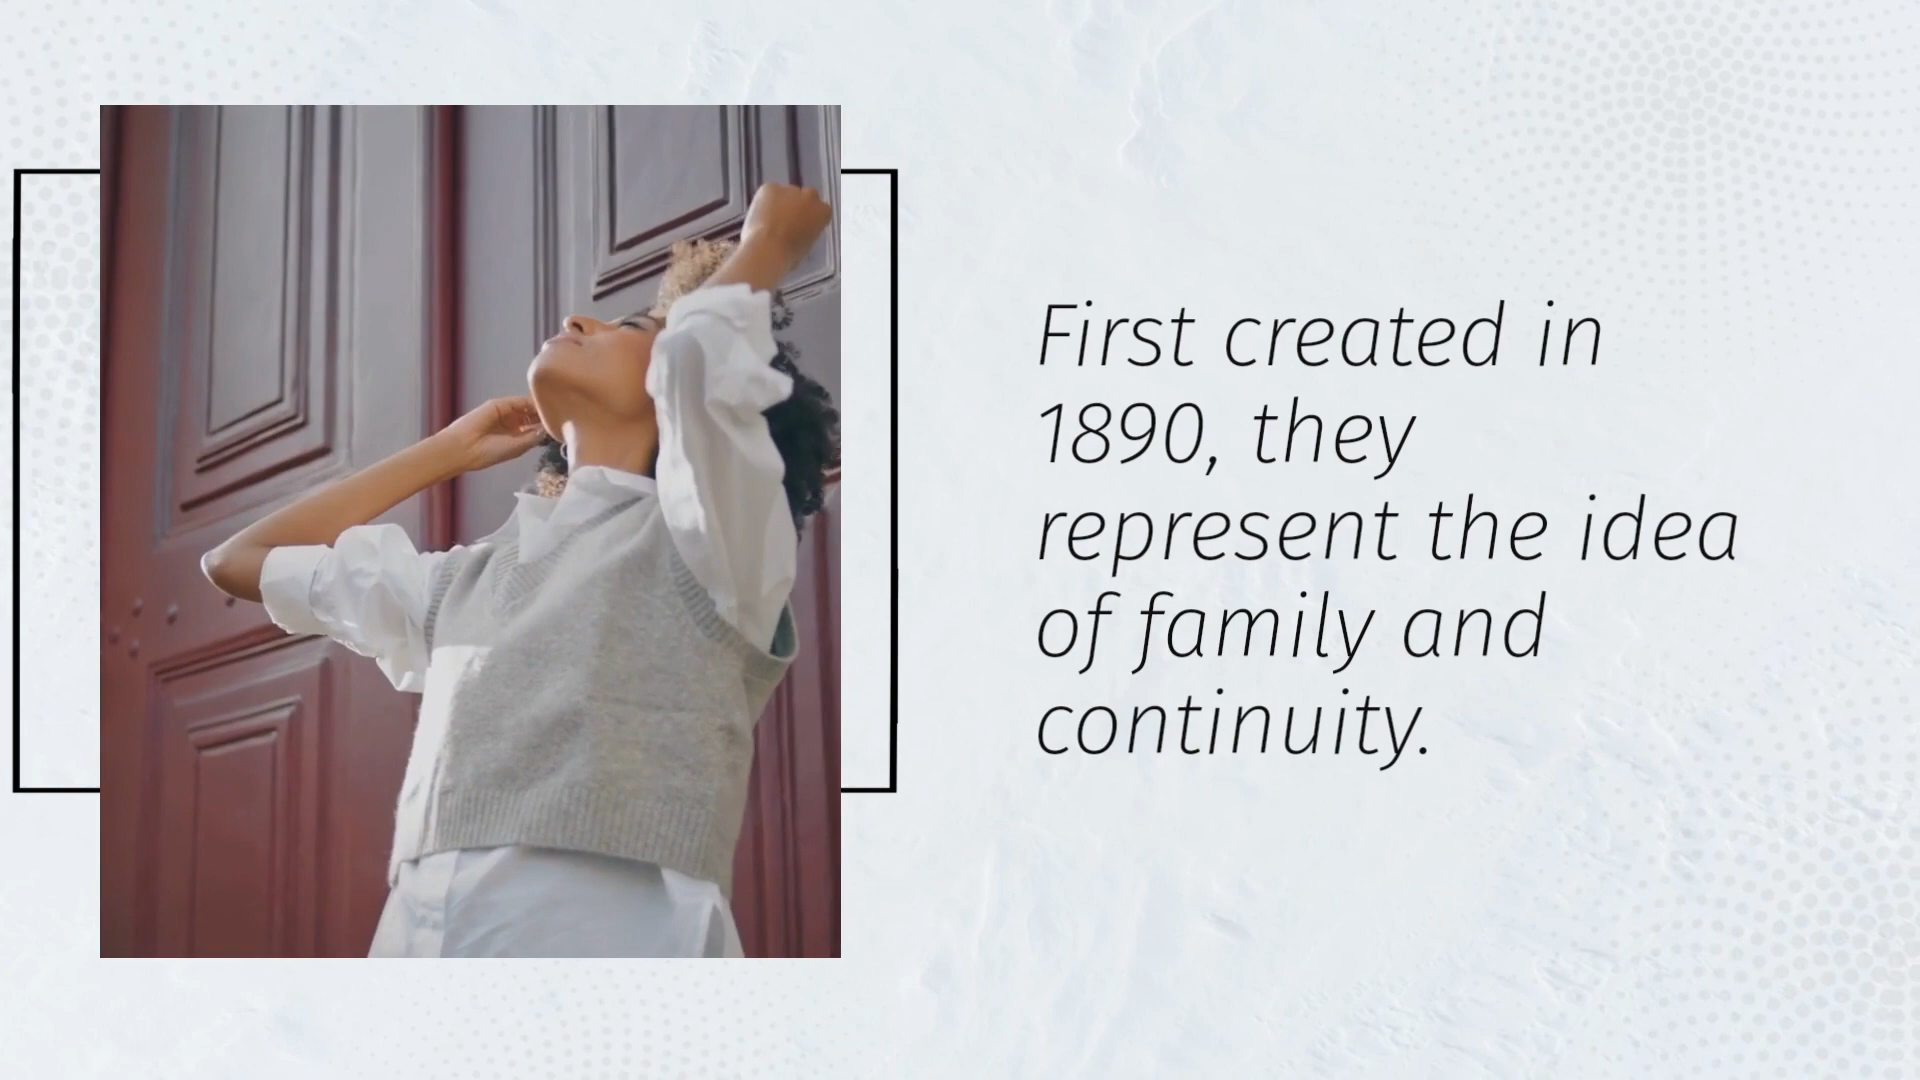 First created in
1890, they
represent the idea
of family and
continuity.